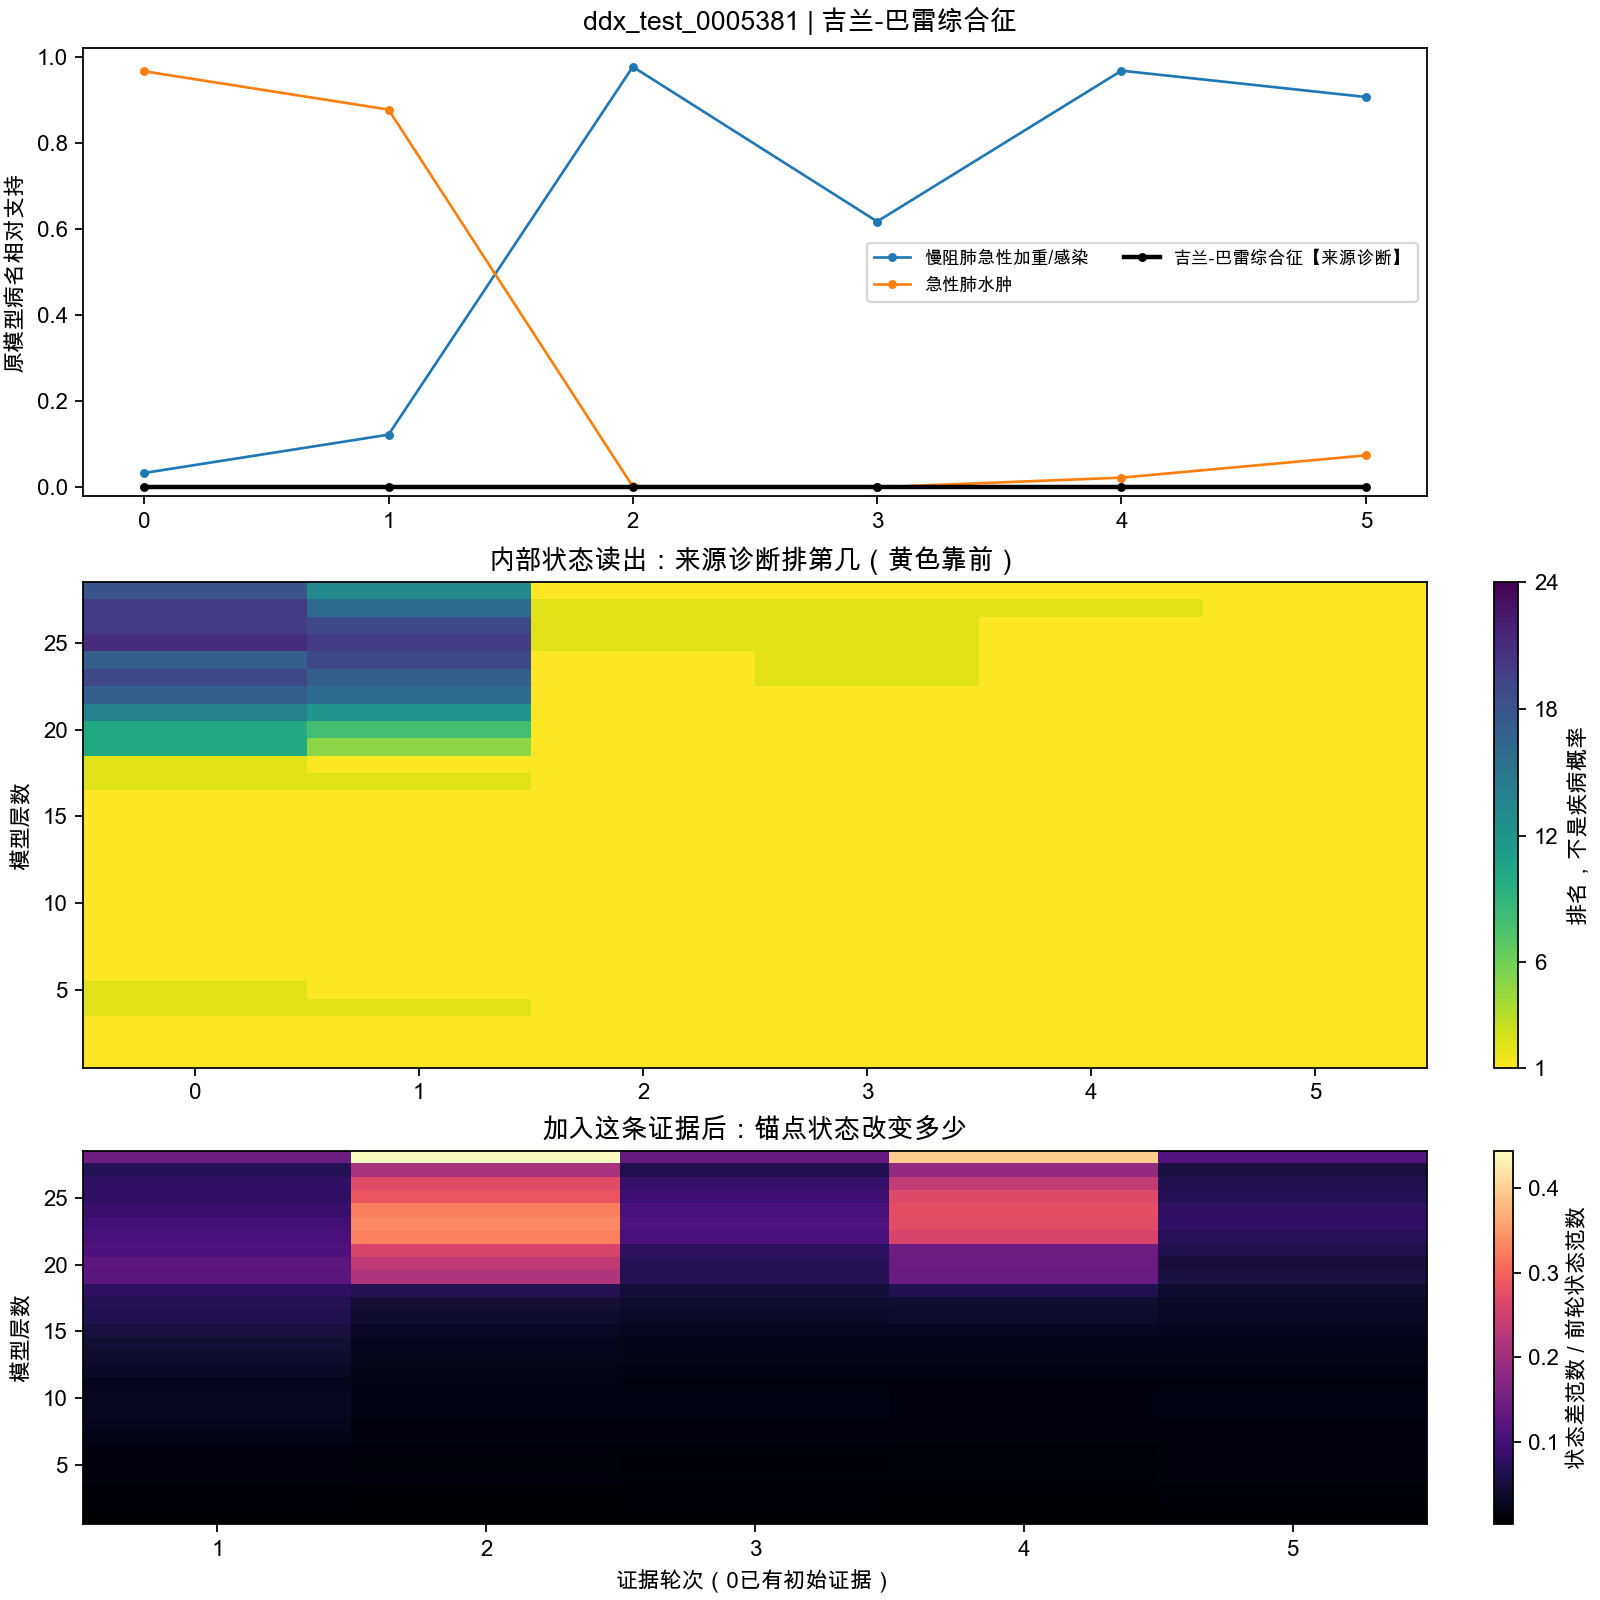 ddx_test_0005381 | 吉兰-巴雷综合征
原模型病名相对支持
1.0
0.8
0.6
0.4
0.2
0.0
慢阻肺急性加重/感染
急性肺水肿
吉兰-巴雷综合征【来源诊断】
0 1 2 3 4 5
内部状态读出：来源诊断排第几（黄色靠前）
模型层数
25
20
15
10
5
0 1 2 3 4 5
24
18
12
6
1
排名，不是疾病概率
加入这条证据后：锚点状态改变多少
模型层数
25
20
15
10
5
1 2 3 4 5
证据轮次（0已有初始证据）
0.4
0.3
0.2
0.1
状态差范数 / 前轮状态范数